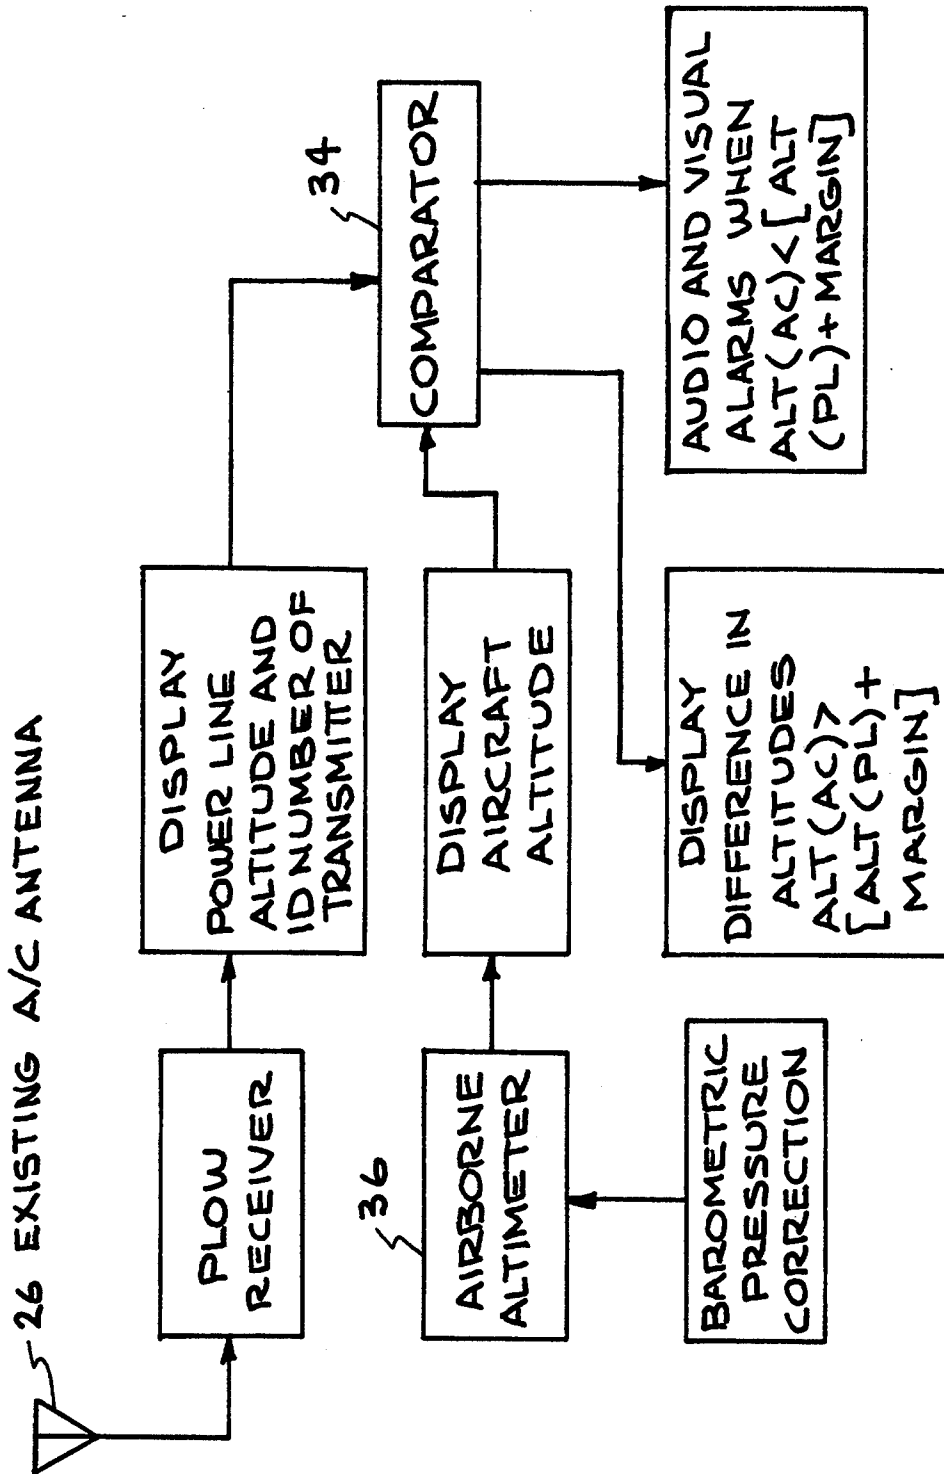 26 EXISTING A/C ANTENNA
PLOW
RECEIVER
DISPLAY
POWER LINE
ALTITUDE AND
ID NUMBER OF
TRANSMITTER
34
COMPARATOR
36
AIRBORNE
ALTIMETER
DISPLAY
AIRCRAFT
ALTITUDE
BAROMETRIC
PRESSURE
CORRECTION
DISPLAY
DIFFERENCE IN
ALTITUDES
ALT(AC)>
[ALT(PL)+
MARGIN]
AUDIO AND VISUAL
ALARMS WHEN
ALT(AC)<[ALT
(PL)+MARGIN]